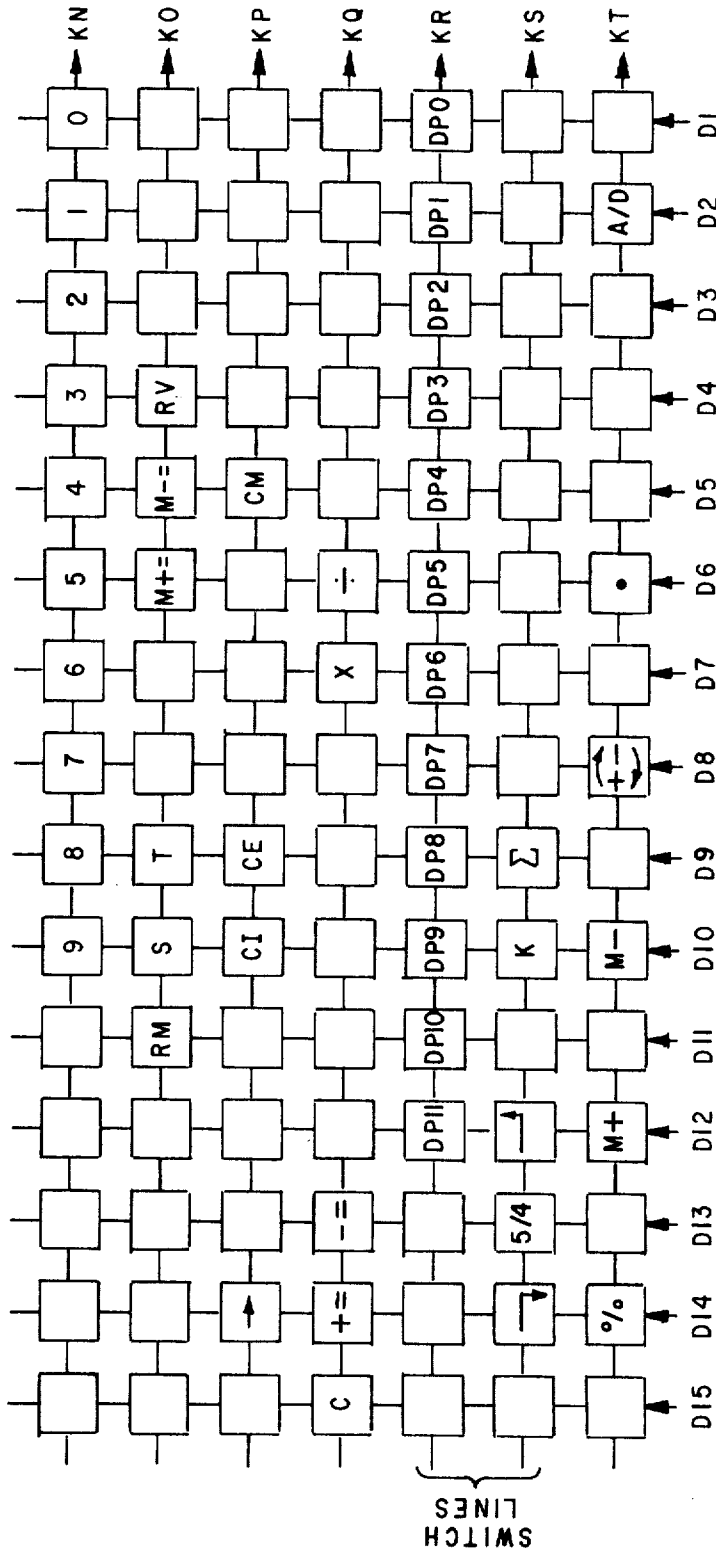 9 8 7 6 5 4 3 2 1 0 KN
RM S T M+= M-= RV KO
→ CI CE CM KP
C += -= X ÷ KQ
DP11 DP10 DP9 DP8 DP7 DP6 DP5 DP4 DP3 DP2 DP1 DP0 KR
SWITCH
LINES
5/4 K Σ KS
% M+ M- +- • A/D KT
D15 D14 D13 D12 D11 D10 D9 D8 D7 D6 D5 D4 D3 D2 D1